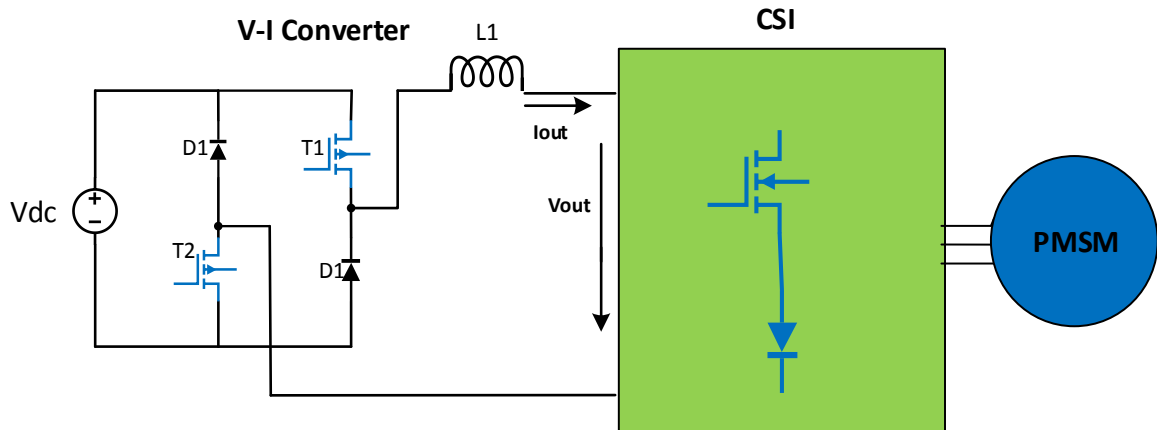 V-I Converter
L1
CSI
D1
T1
Iout
Vdc
+
−
Vout
T2
D1
PMSM